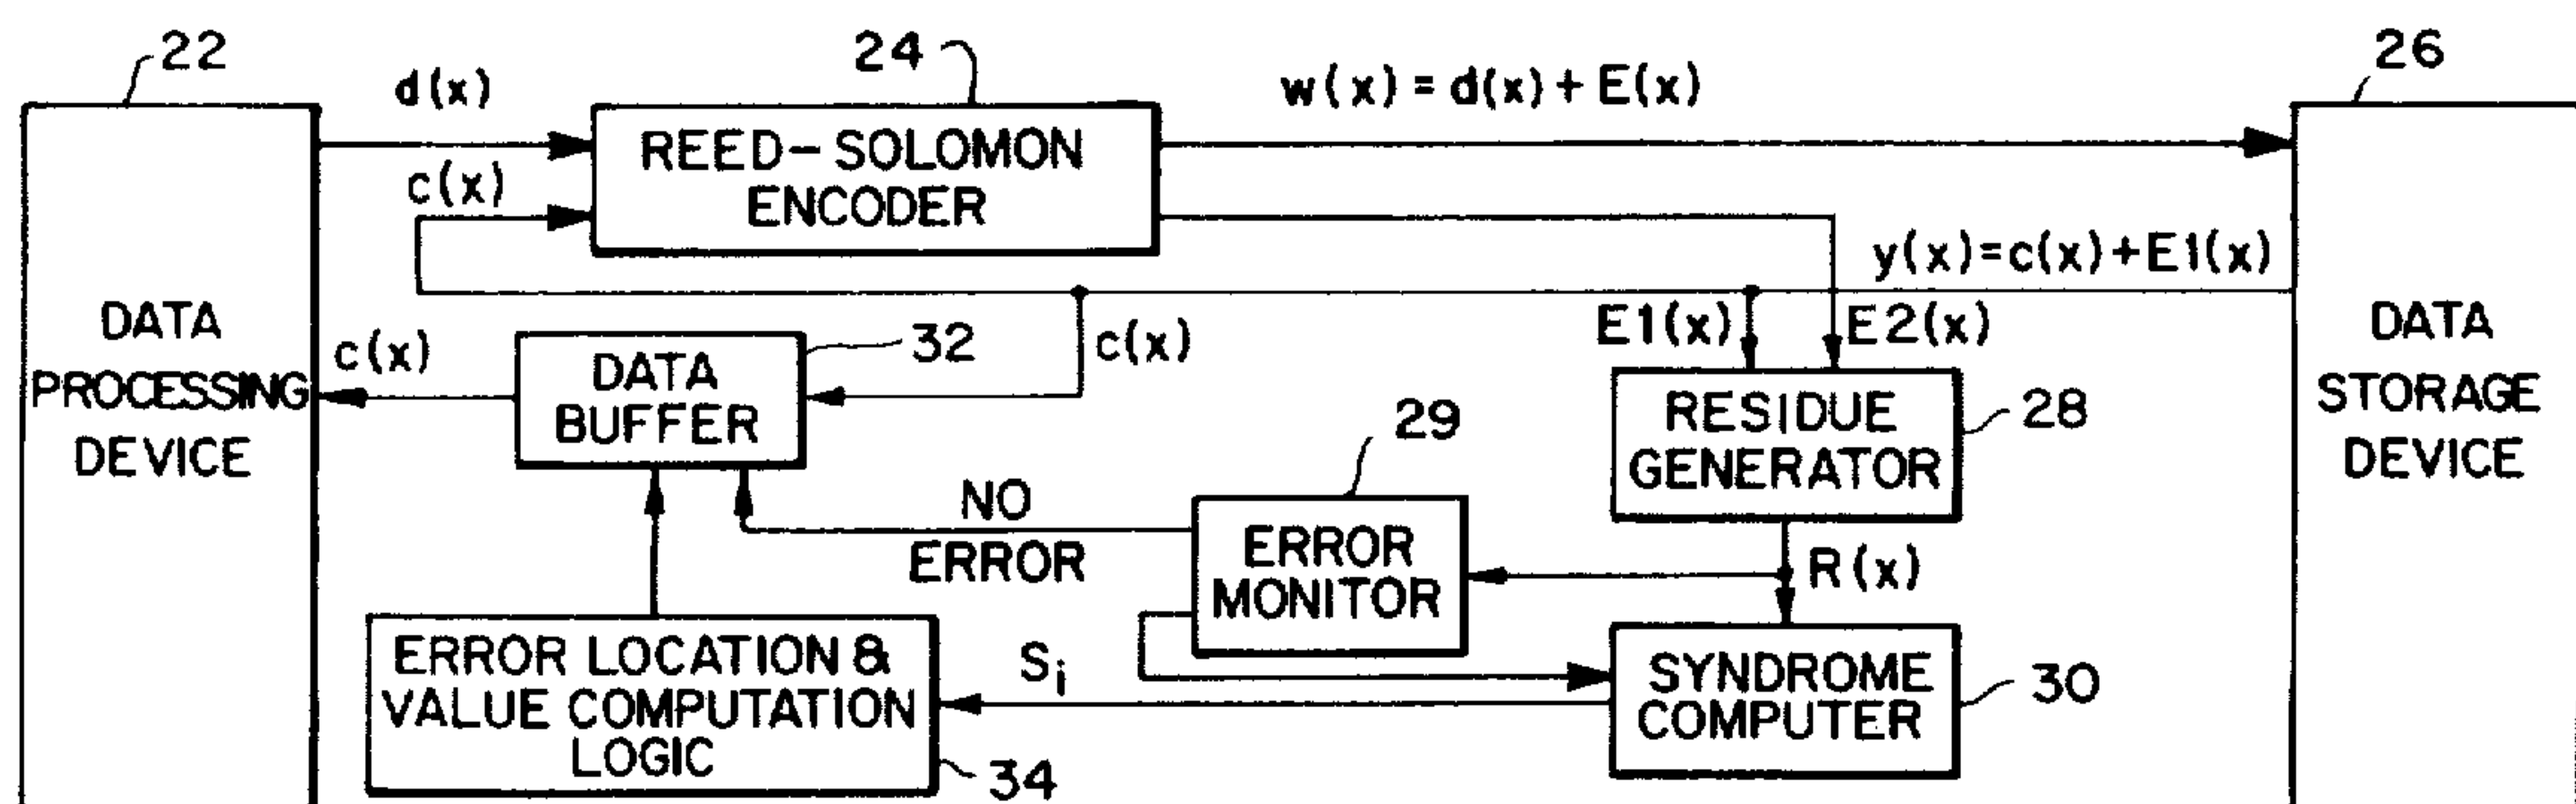 22
d(x)
24
w(x) = d(x) + E(x)
26
REED-SOLOMON
ENCODER
c(x)
y(x)=c(x)+E1(x)
DATA
PROCESSING
DEVICE
c(x)
DATA
BUFFER
32
c(x)
E1(x)
E2(x)
RESIDUE
GENERATOR
28
DATA
STORAGE
DEVICE
29
NO
ERROR
ERROR
MONITOR
R(x)
ERROR LOCATION &
VALUE COMPUTATION
LOGIC
34
Si
SYNDROME
COMPUTER
30